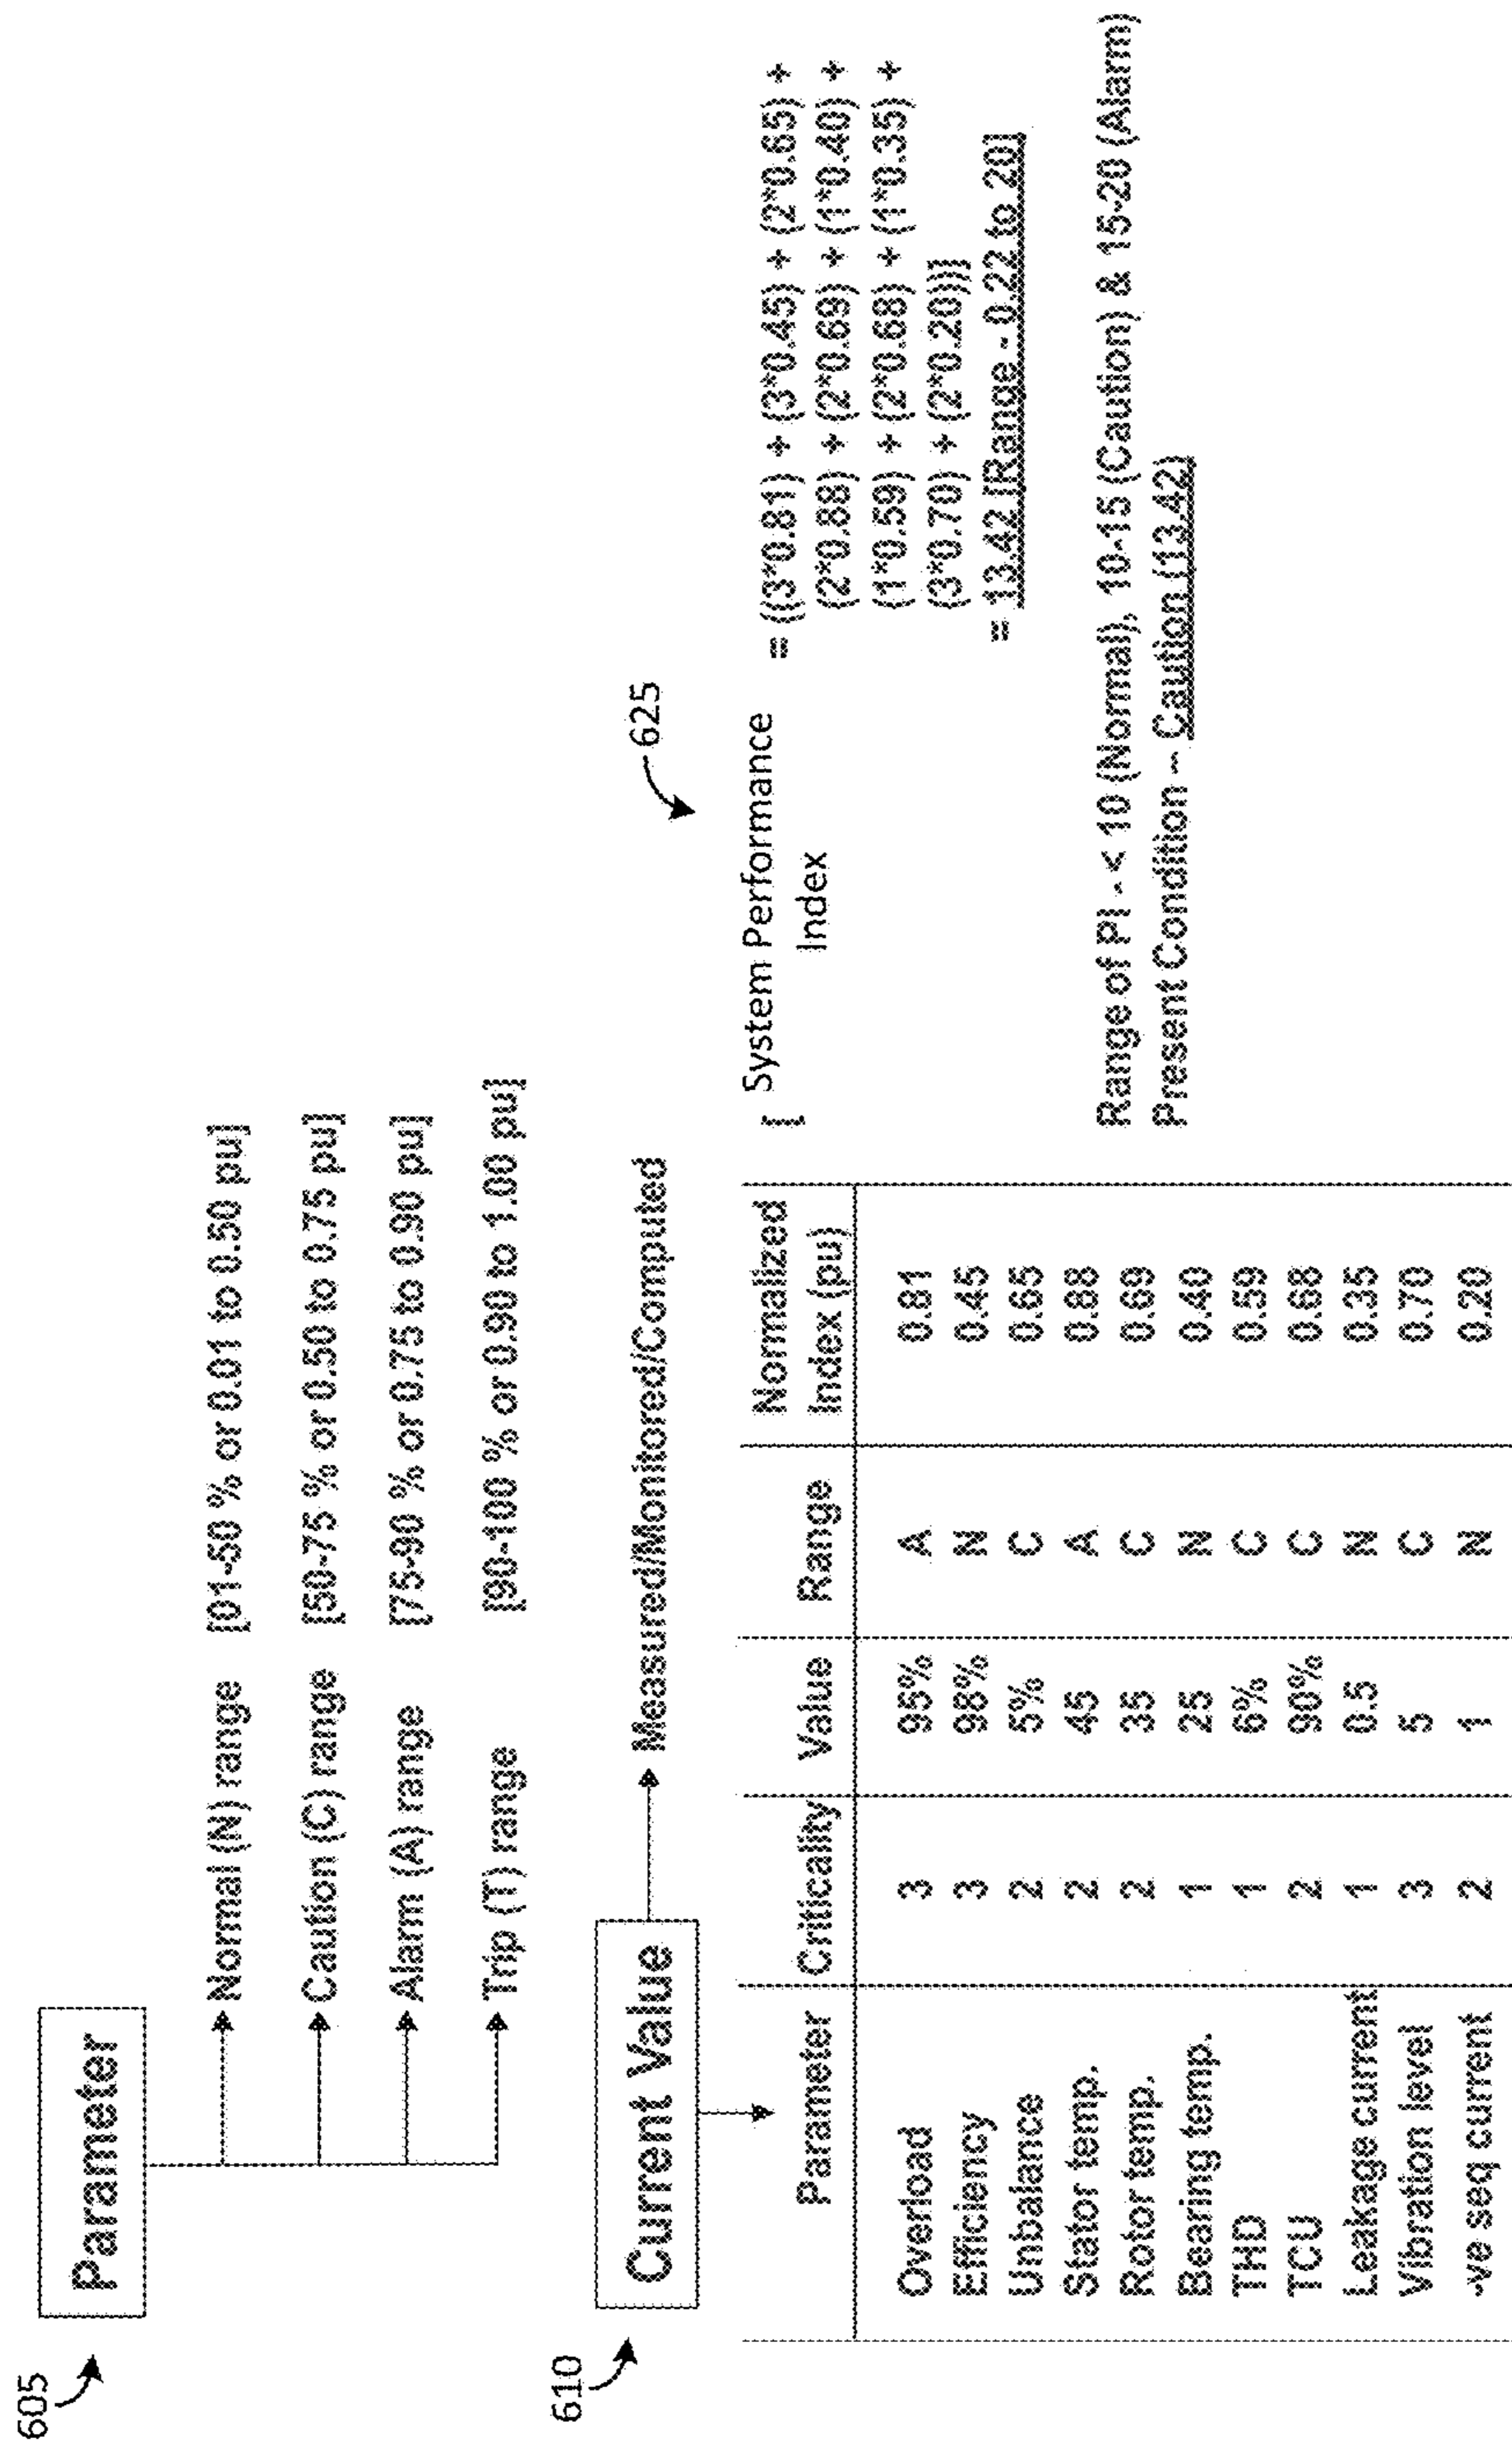 605
Parameter
Normal (N) range [01-50 % or 0.01 to 0.50 pu]
Caution (C) range [50-75 % or 0.50 to 0.75 pu]
Alarm (A) range [75-90 % or 0.75 to 0.90 pu]
Trip (T) range [90-100 % or 0.90 to 1.00 pu]
610
Current Value
Measured/Monitored/Computed
Parameter Criticality Value Range Normalized Index (pu)
Overload 3 95% A 0.81
Efficiency 3 98% N 0.45
Unbalance 2 5% C 0.65
Stator temp. 2 45 A 0.88
Rotor temp. 2 35 C 0.69
Bearing temp. 1 25 N 0.40
THD 1 6% C 0.59
TCU 2 90% C 0.68
Leakage current 1 0.5 N 0.35
Vibration level 3 5 C 0.70
-ve seq current 2 1 N 0.20
625
[ System Performance Index
= ((3*0.81) + (3*0.45) + (2*0.65) +
(2*0.88) + (2*0.69) + (1*0.40) +
(1*0.59) + (2*0.68) + (1*0.35) +
(3*0.70) + (2*0.20))]
= 13.42 [Range - 0.22 to 20]
Range of PI - < 10 (Normal), 10-15 (Caution) & 15-20 (Alarm)
Present Condition – Caution (13.42)